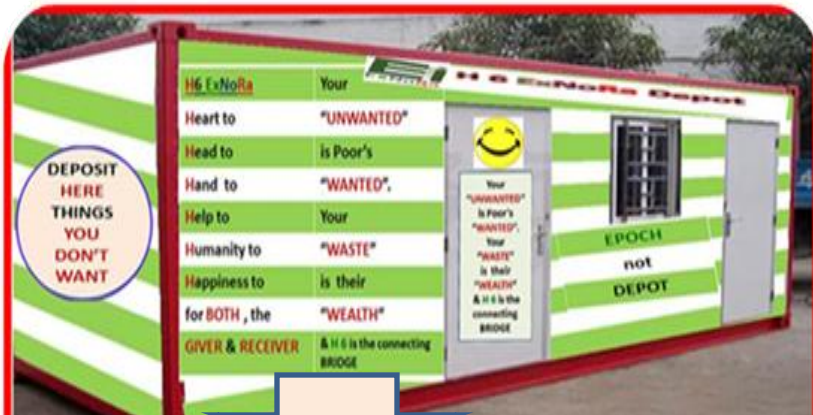 H 6 ExNoRa Depot
DEPOSIT
HERE
THINGS
YOU
DON'T
WANT
H6 ExNoRa
Heart to
Head to
Hand to
Help to
Humanity to
Happiness to
for BOTH , the
GIVER & RECEIVER
Your
"UNWANTED"
is Poor's
"WANTED".
Your
"WASTE"
is their
"WEALTH"
& H 6 is the connecting
BRIDGE
Your
"UNWANTED"
is Poor's
"WANTED".
Your
"WASTE"
is their
"WEALTH"
& H 6 is the
connecting
BRIDGE
EPOCH
not
DEPOT